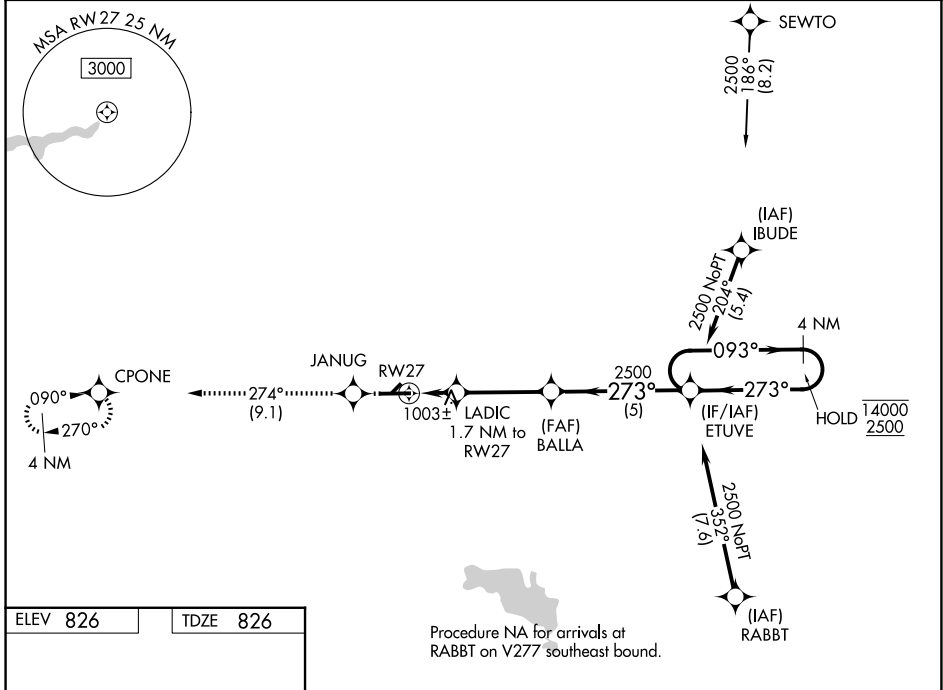 MSA RW27 25 NM
3000
SEWTO
2500
186°
(8.2)
(IAF)
IBUDE
2500 NoPT
204°
(5.4)
4 NM
093°
JANUG
RW27
CPONE
2500
090°
274°
(9.1)
273°
(5)
273°
270°
4 NM
1003±
LADIC
1.7 NM to
RW27
(FAF)
BALLA
(IF/IAF)
ETUVE
HOLD
14000
2500
2500 NoPT
352°
(7.6)
(IAF)
RABBT
ELEV 826
TDZE 826
Procedure NA for arrivals at
RABBT on V277 southeast bound.